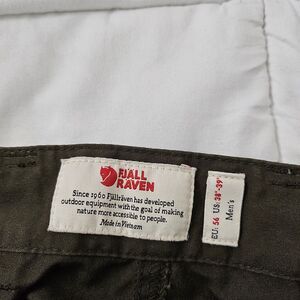 FJÄLL
RÄVEN
Since 1960 Fjällräven has developed
outdoor equipment with the goal of making
nature more accessible to people.
Made in Vietnam
EU: 56 US: 38"-39"
Men's